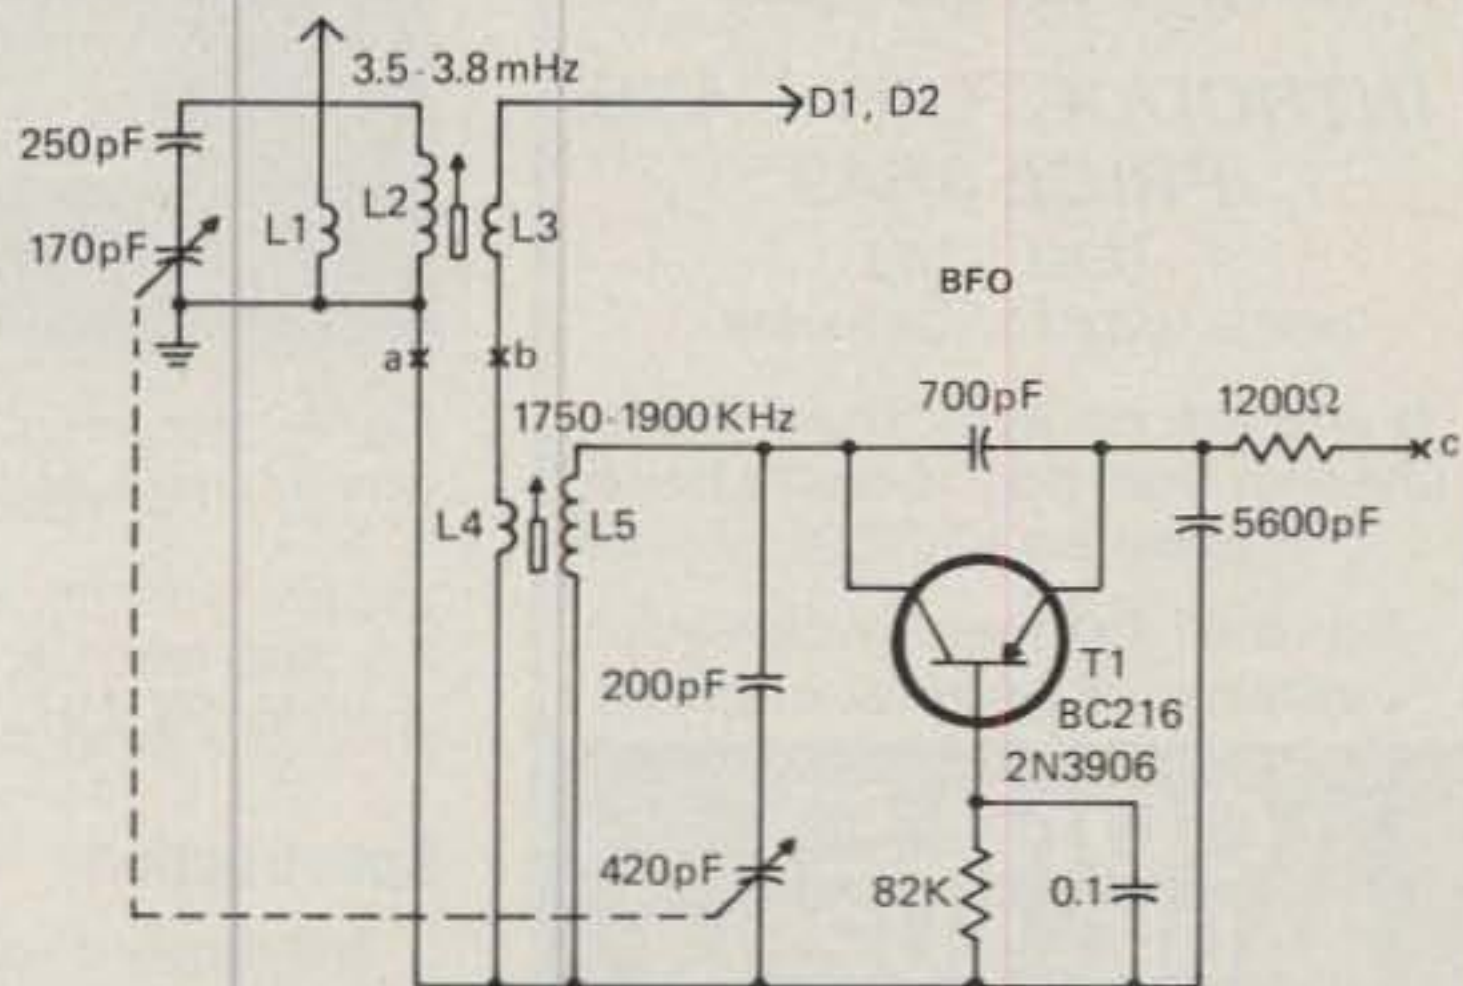 3.5-3.8mHz
D1, D2
250pF
L2
L1
L3
170pF
BFO
a
b
700pF
1200Ω
1750-1900KHz
c
L4
L5
5600pF
T1
200pF
BC216
2N3906
420pF
82K
0.1